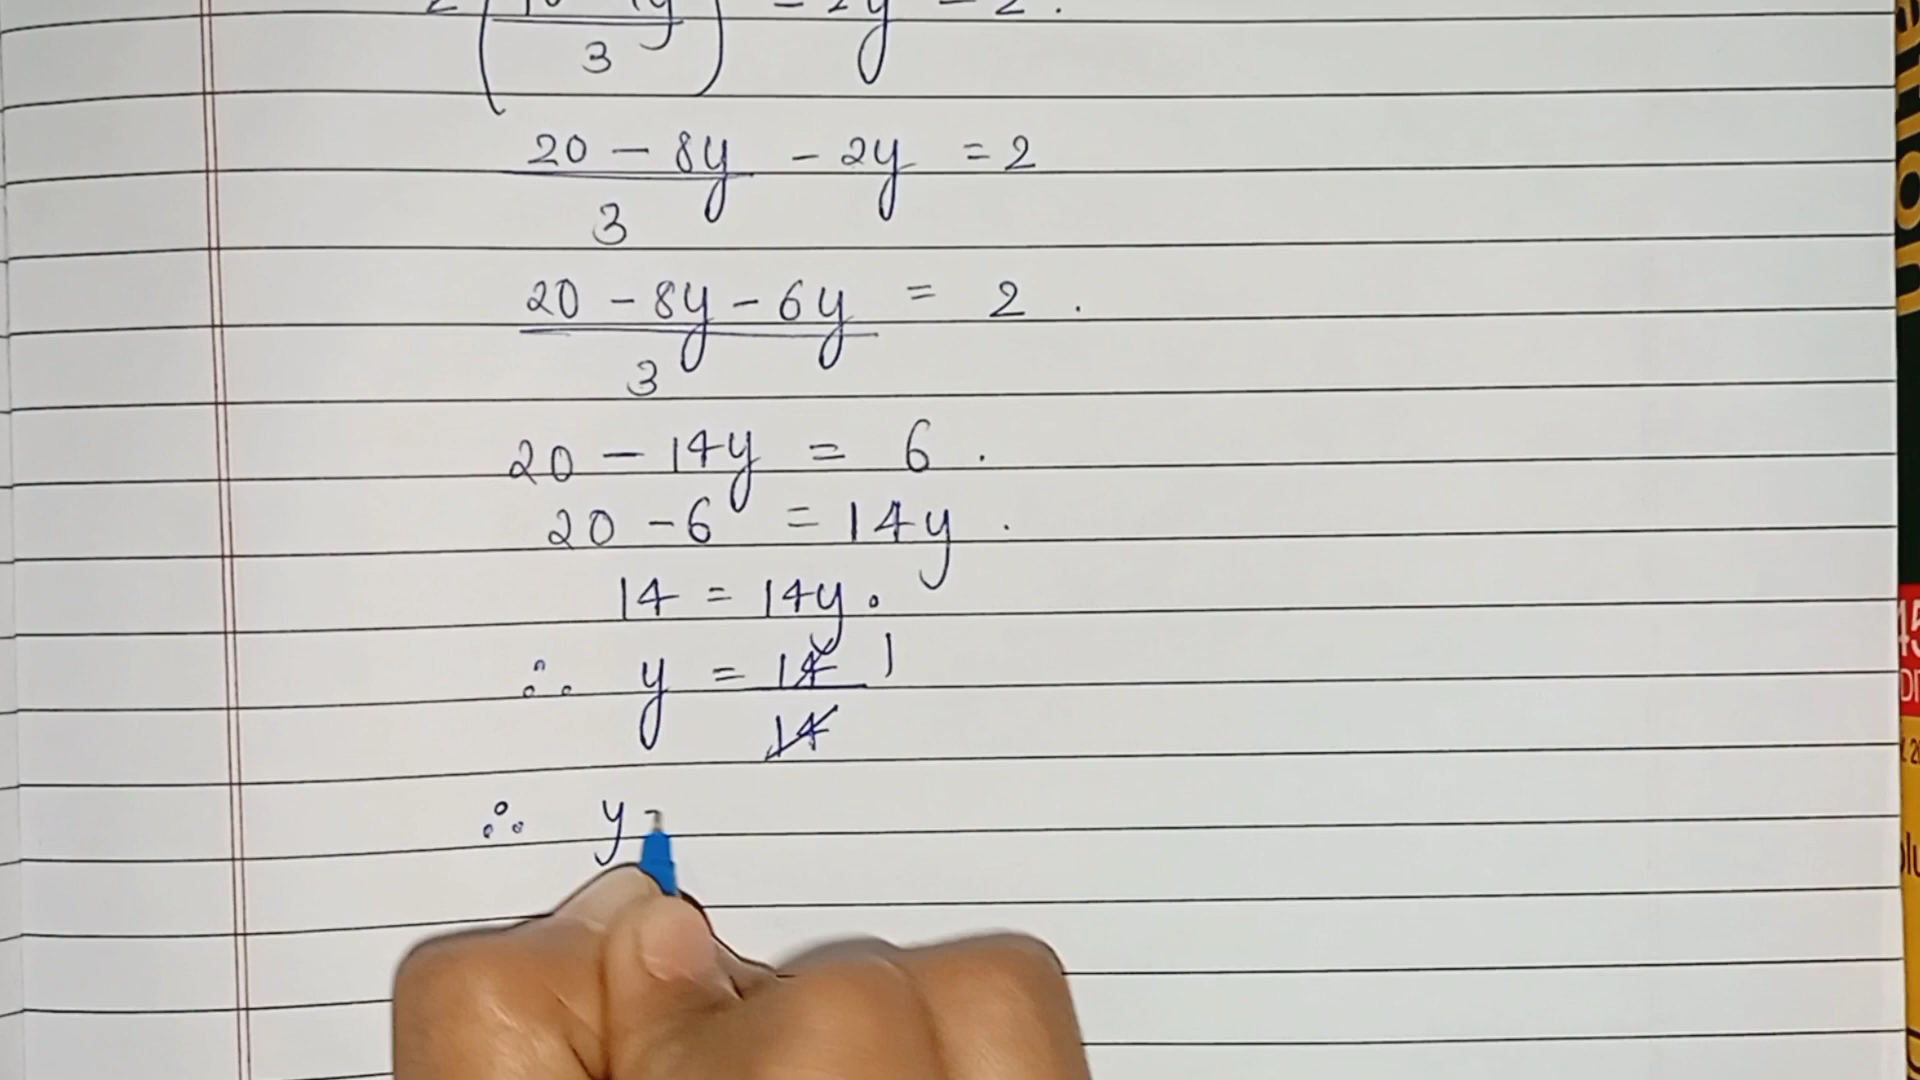 3
20 - 8y - 2y = 2
3
20 - 8y - 6y = 2 .
3
20 - 14y = 6 .
20 - 6 = 14y .
14 = 14y .
∴ y = 14 1
14
∴ y